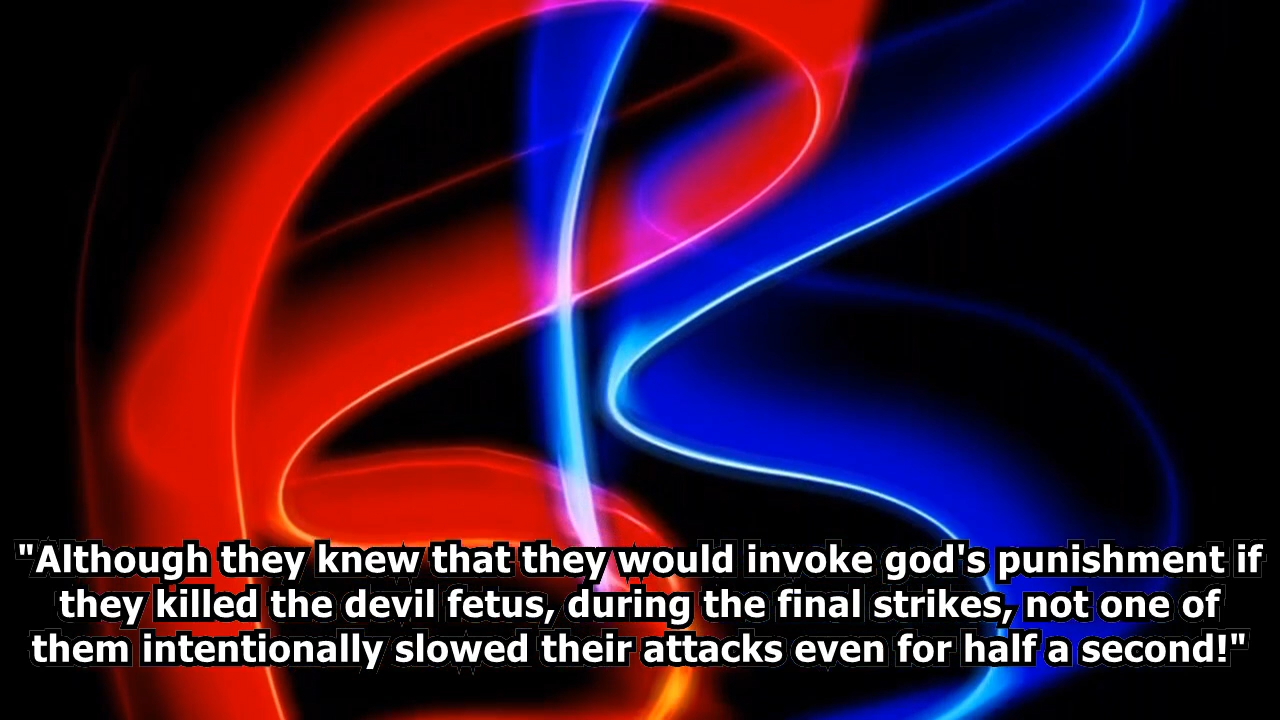 "Although they knew that they would invoke god's punishment if
they killed the devil fetus, during the final strikes, not one of
them intentionally slowed their attacks even for half a second!"